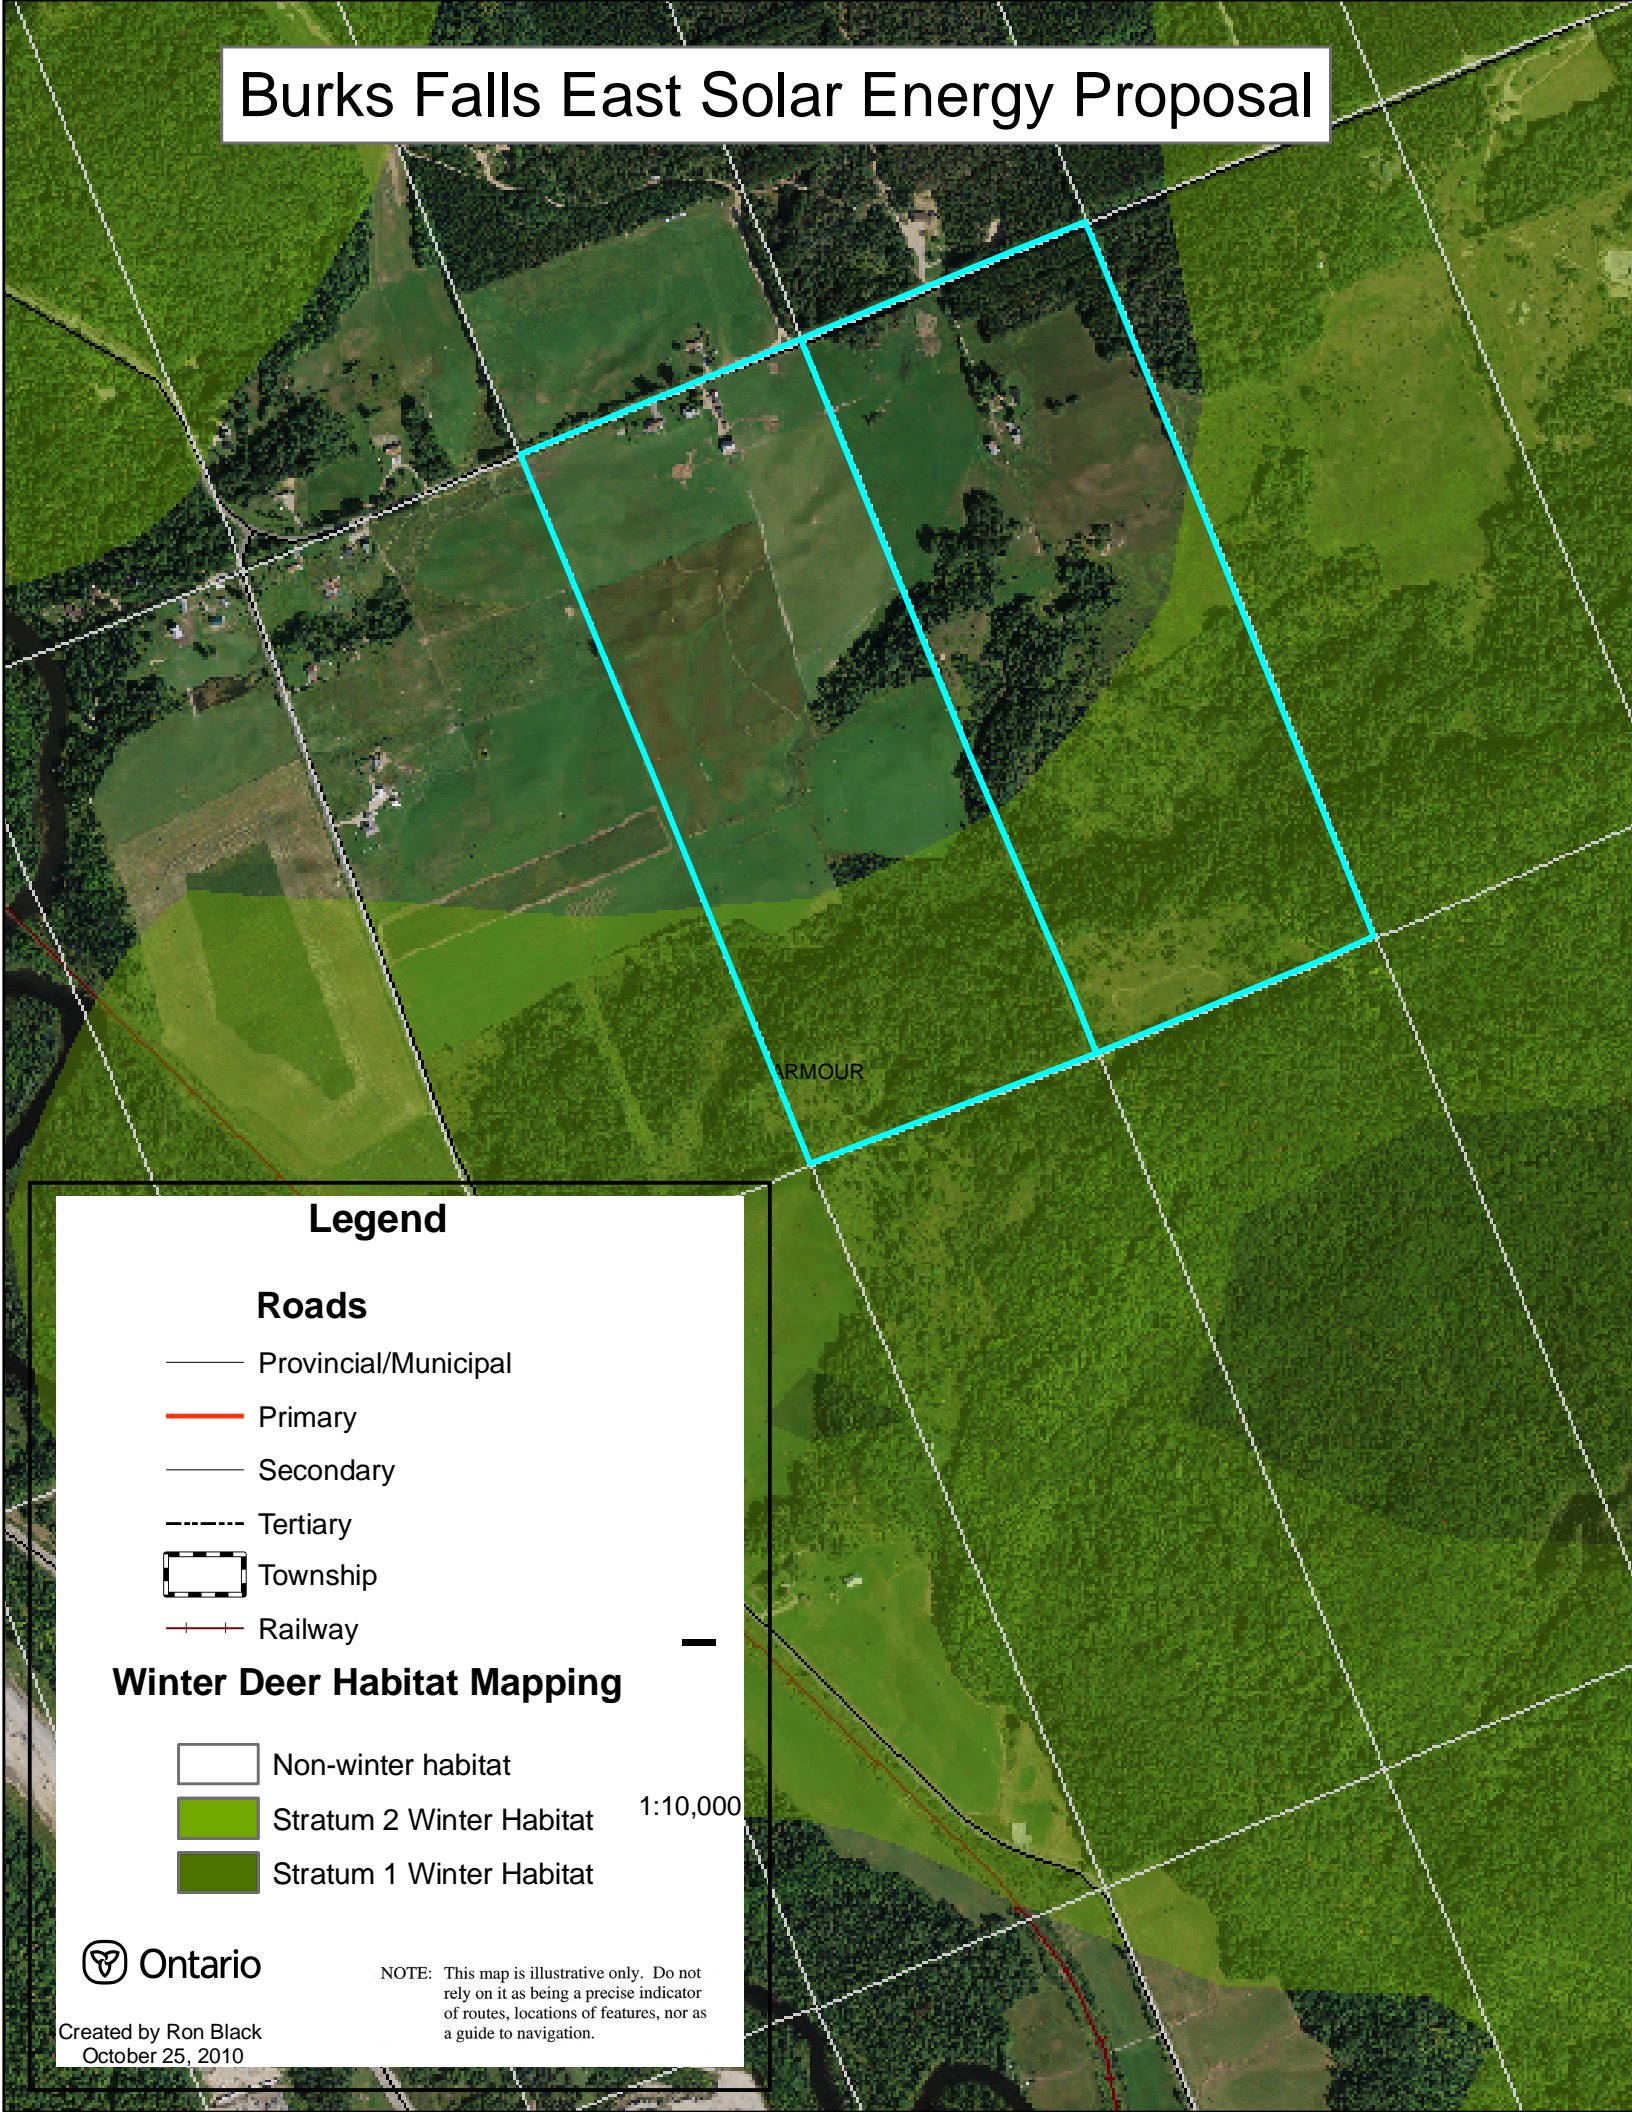 Burks Falls East Solar Energy Proposal
ARMOUR
Legend
Roads
Provincial/Municipal
Primary
Secondary
Tertiary
Township
Railway
Winter Deer Habitat Mapping
Non-winter habitat
Stratum 2 Winter Habitat
1:10,000
Stratum 1 Winter Habitat
Ontario
NOTE: This map is illustrative only. Do not
rely on it as being a precise indicator
of routes, locations of features, nor as
a guide to navigation.
Created by Ron Black
October 25, 2010